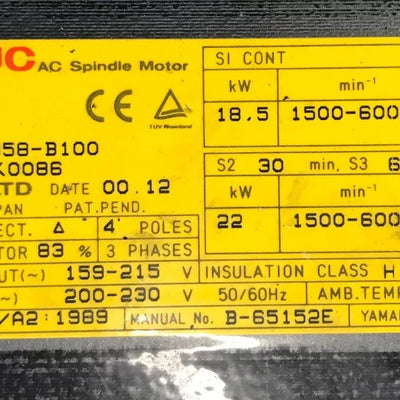 UC AC Spindle Motor
CE TÜV Rheinland
058-B100
K0086
LTD DATE 00.12
PAN PAT.PEND.
ECT. Δ 4 POLES
TOR 83 % 3 PHASES
UT(~) 159-215 V
(~) 200-230 V 50/60Hz
/A2:1989 MANUAL No. B-65152E YAMA
SI CONT
kW min⁻¹
18,5 1500-600
S2 30 min, S3 6
kW min⁻¹
22 1500-600
INSULATION CLASS H
AMB.TEMP